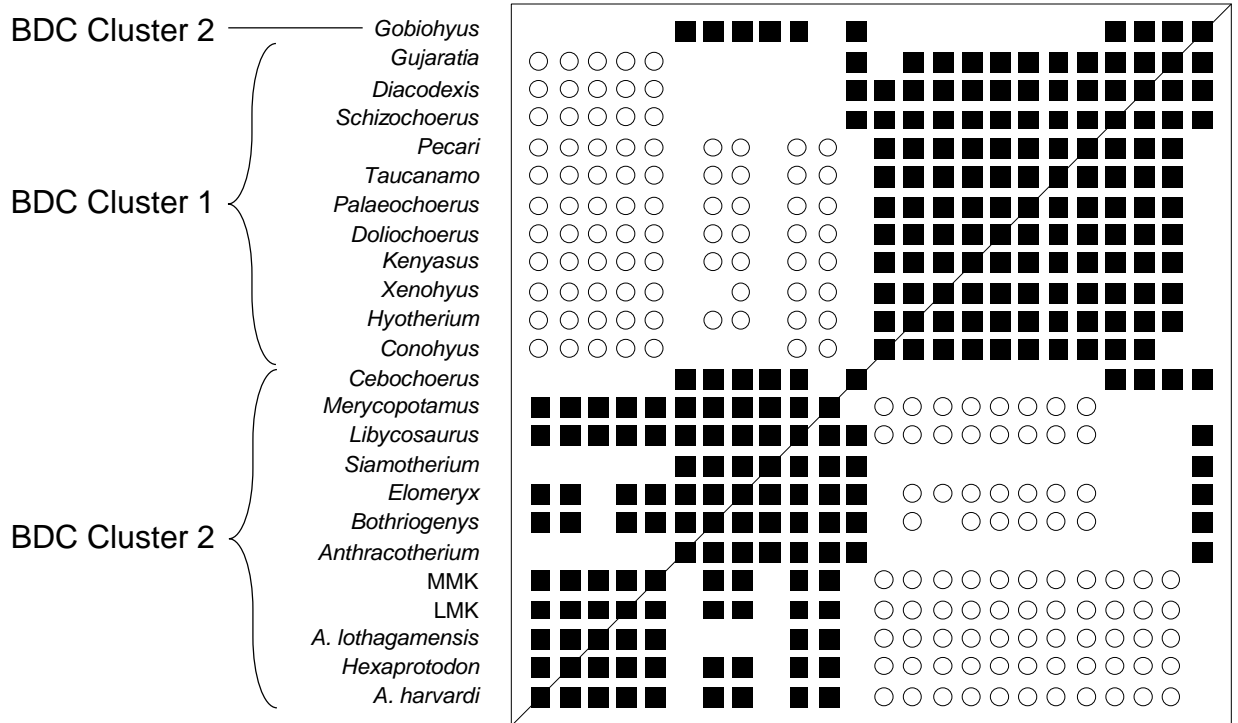 BDC Cluster 2
Gobiohyus
Gujaratia
Diacodexis
Schizochoerus
Pecari
Taucanamo
BDC Cluster 1
Palaeochoerus
Doliochoerus
Kenyasus
Xenohyus
Hyotherium
Conohyus
Cebochoerus
Merycopotamus
Libycosaurus
Siamotherium
Elomeryx
BDC Cluster 2
Bothriogenys
Anthracotherium
MMK
LMK
A. lothagamensis
Hexaprotodon
A. harvardi